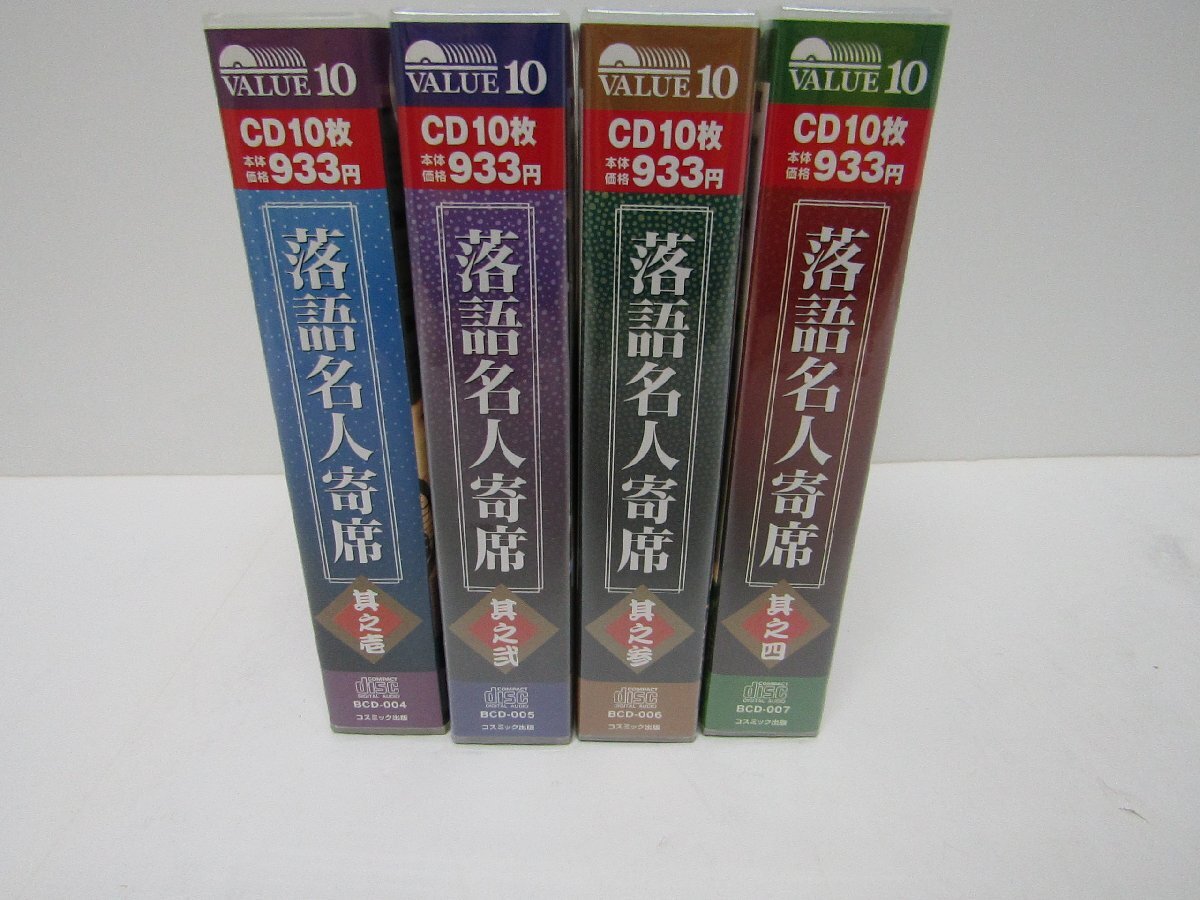 VALUE 10
CD10枚
本体価格 933円
落語名人寄席
其之壱
COMPACT
disc
DIGITAL AUDIO
BCD-004
コスミック出版
VALUE 10
CD10枚
本体価格 933円
落語名人寄席
其之弐
COMPACT
disc
DIGITAL AUDIO
BCD-005
コスミック出版
VALUE 10
CD10枚
本体価格 933円
落語名人寄席
其之参
COMPACT
disc
DIGITAL AUDIO
BCD-006
コスミック出版
VALUE 10
CD10枚
本体価格 933円
落語名人寄席
其之四
COMPACT
disc
DIGITAL AUDIO
BCD-007
コスミック出版